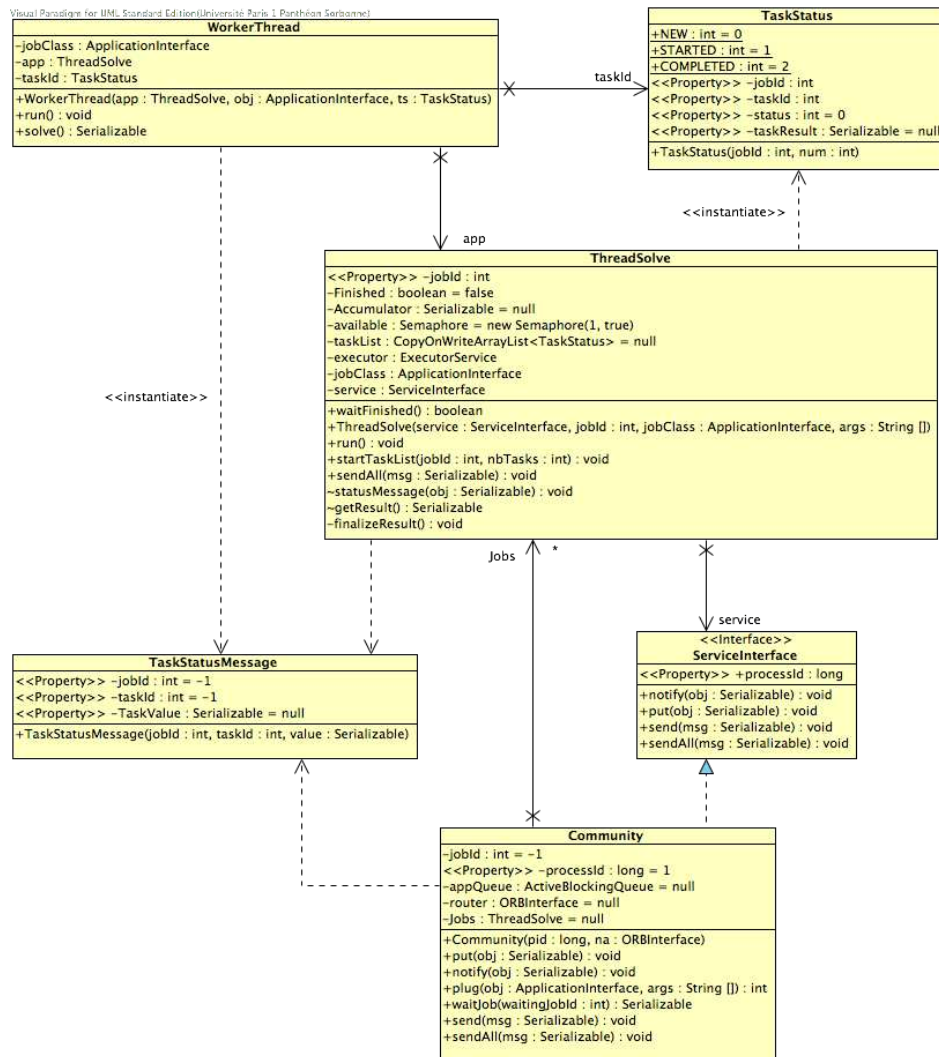 Visual Paradigm for UML Standard Edition(Université Paris 1 Panthéon Sorbonne)
WorkerThread
-jobClass : ApplicationInterface
-app : ThreadSolve
-taskId : TaskStatus
+WorkerThread(app : ThreadSolve, obj : ApplicationInterface, ts : TaskStatus)
+run() : void
+solve() : Serializable
taskId
TaskStatus
+NEW : int = 0
+STARTED : int = 1
+COMPLETED : int = 2
<<Property>> -jobId : int
<<Property>> -taskId : int
<<Property>> -status : int = 0
<<Property>> -taskResult : Serializable = null
+TaskStatus(jobId : int, num : int)
<<instantiate>>
app
ThreadSolve
<<Property>> -jobId : int
-Finished : boolean = false
-Accumulator : Serializable = null
-available : Semaphore = new Semaphore(1, true)
-taskList : CopyOnWriteArrayList<TaskStatus> = null
-executor : ExecutorService
-jobClass : ApplicationInterface
-service : ServiceInterface
+waitFinished() : boolean
+ThreadSolve(service : ServiceInterface, jobId : int, jobClass : ApplicationInterface, args : String [])
+run() : void
+startTaskList(jobId : int, nbTasks : int) : void
+sendAll(msg : Serializable) : void
~statusMessage(obj : Serializable) : void
~getResult() : Serializable
-finalizeResult() : void
<<instantiate>>
Jobs
*
service
TaskStatusMessage
<<Property>> -jobId : int = -1
<<Property>> -taskId : int = -1
<<Property>> -TaskValue : Serializable = null
+TaskStatusMessage(jobId : int, taskId : int, value : Serializable)
<<Interface>>
ServiceInterface
<<Property>> +processId : long
+notify(obj : Serializable) : void
+put(obj : Serializable) : void
+send(msg : Serializable) : void
+sendAll(msg : Serializable) : void
Community
-jobId : int = -1
<<Property>> -processId : long = 1
-appQueue : ActiveBlockingQueue = null
-router : ORBInterface = null
-Jobs : ThreadSolve = null
+Community(pid : long, na : ORBInterface)
+put(obj : Serializable) : void
+notify(obj : Serializable) : void
+plug(obj : ApplicationInterface, args : String []) : int
+waitJob(waitingJobId : int) : Serializable
+send(msg : Serializable) : void
+sendAll(msg : Serializable) : void